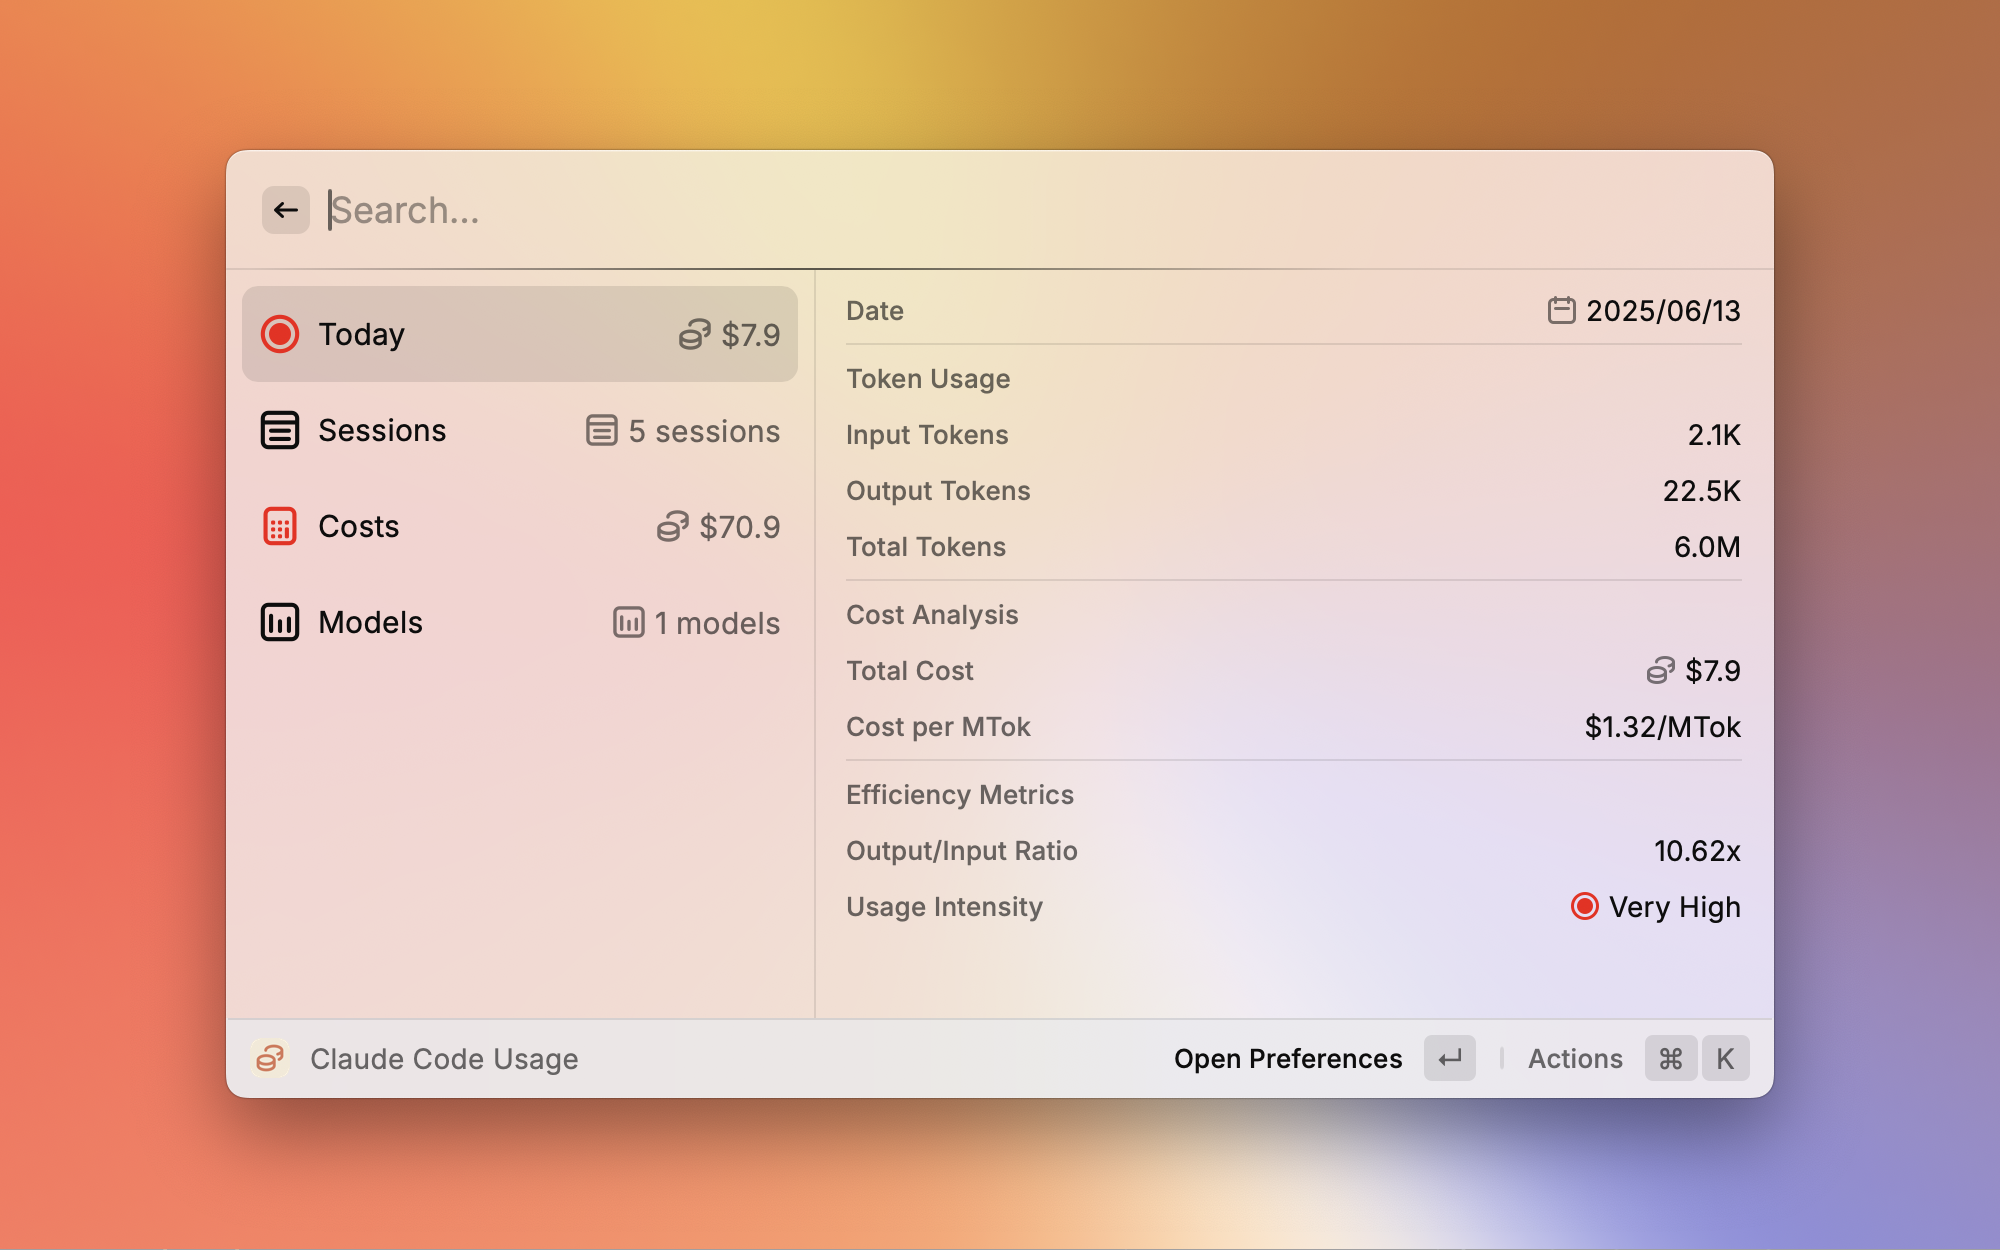 Search...
Today $7.9
Sessions 5 sessions
Costs $70.9
Models 1 models
Date 2025/06/13
Token Usage
Input Tokens 2.1K
Output Tokens 22.5K
Total Tokens 6.0M
Cost Analysis
Total Cost $7.9
Cost per MTok $1.32/MTok
Efficiency Metrics
Output/Input Ratio 10.62x
Usage Intensity Very High
Claude Code Usage Open Preferences ↵ Actions ⌘ K